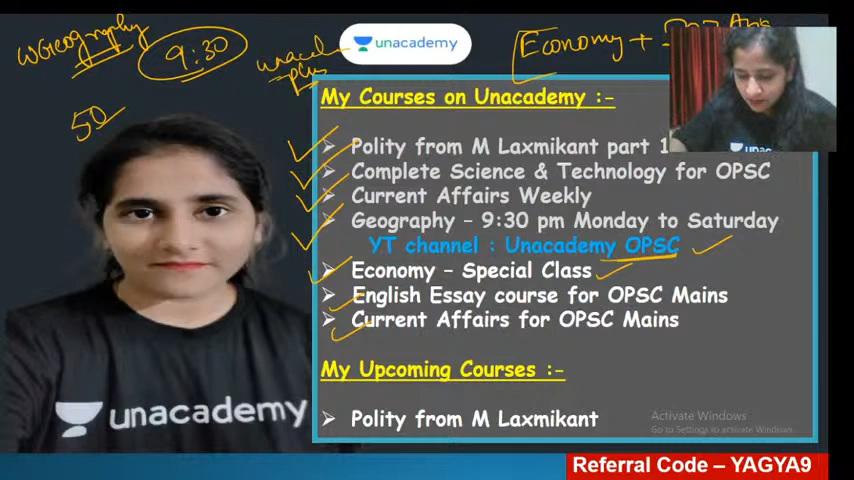 WGeography
9:30
50
unacademy
Economy +
plus
My Courses on Unacademy :-
Polity from M Laxmikant part 1
Complete Science & Technology for OPSC
Current Affairs Weekly
Geography – 9:30 pm Monday to Saturday
YT channel : Unacademy OPSC
Economy – Special Class
English Essay course for OPSC Mains
Current Affairs for OPSC Mains
My Upcoming Courses :-
Polity from M Laxmikant
unacademy
Activate Windows
Go to Settings to activate Windows.
Referral Code – YAGYA9